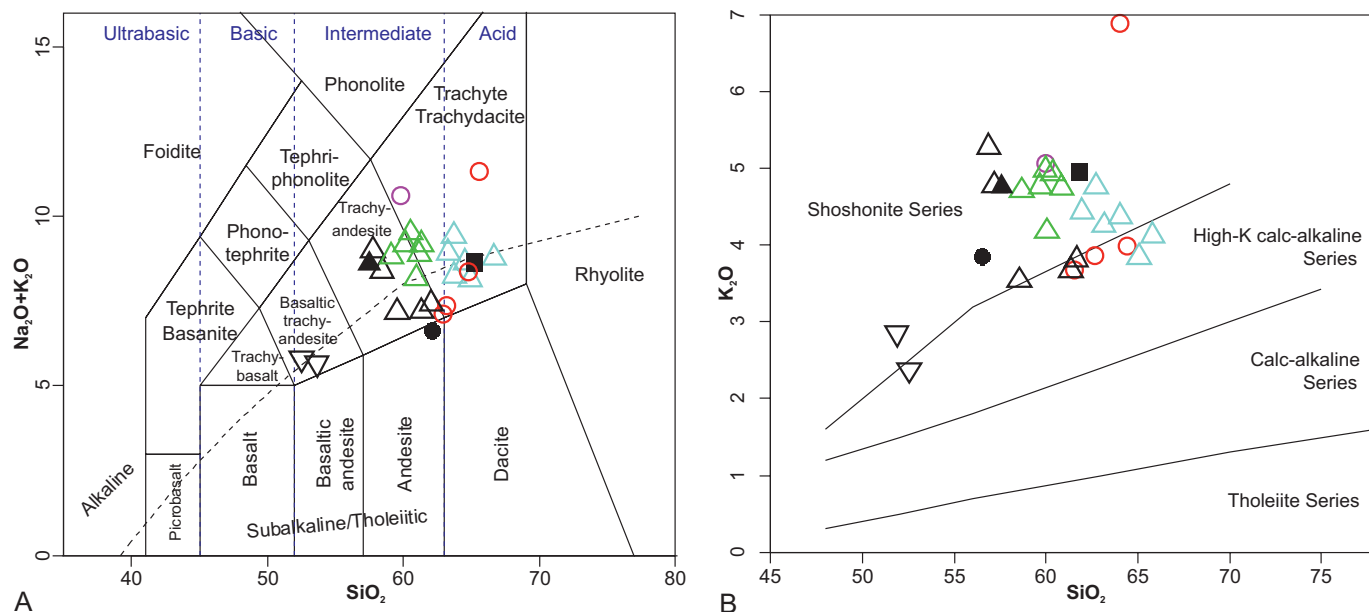 Ultrabasic Basic Intermediate Acid
15
Phonolite
Trachyte
Trachydacite
Foidite
Tephri-
phonolite
10
Trachy-
andesite
Phono-
tephrite
Rhyolite
Tephrite
Basanite
Basaltic
trachy-
andesite
Trachy-
basalt
5
Alkaline
Picrobasalt
Basalt
Basaltic
andesite
Andesite
Dacite
Subalkaline/Tholeiitic
0
40 50 60 70 80
SiO₂
Na₂O+K₂O
A
B
7
6
5
4
3
2
1
0
K₂O
Shoshonite Series
High-K calc-alkaline
Series
Calc-alkaline
Series
Tholeiite Series
45 50 55 60 65 70 75
SiO₂
B